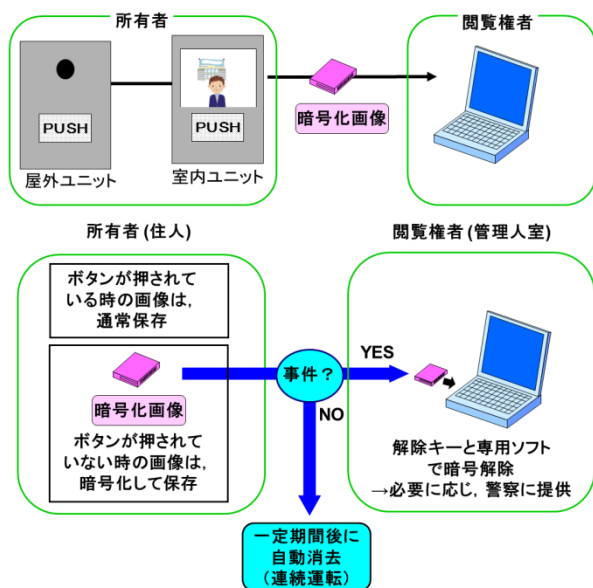 所有者
閲覧権者
PUSH
PUSH
暗号化画像
屋外ユニット
室内ユニット
所有者(住人)
閲覧権者(管理人室)
ボタンが押されて
いる時の画像は,
通常保存
暗号化画像
ボタンが押されて
いない時の画像は,
暗号化して保存
事件?
YES
NO
解除キーと専用ソフト
で暗号解除
→必要に応じ, 警察に提供
一定期間後に
自動消去
(連続運転)